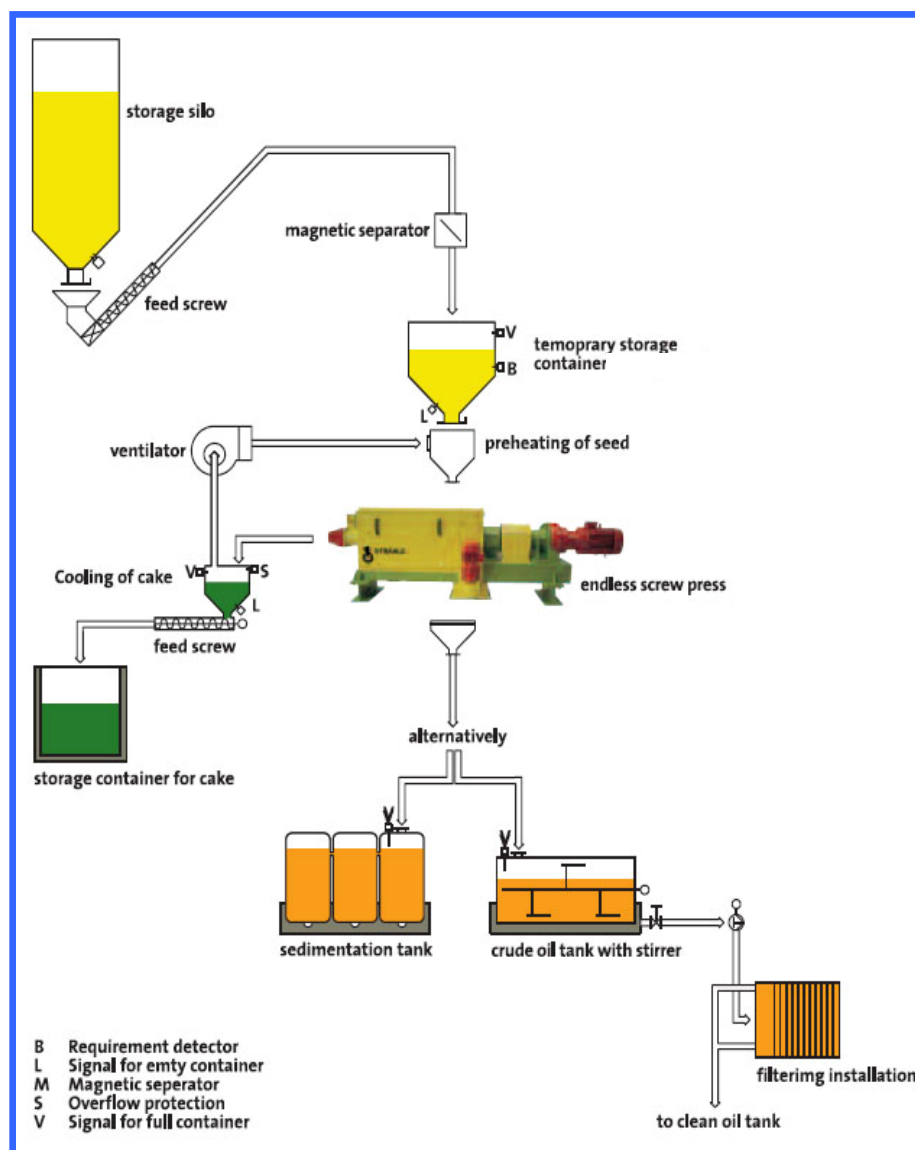 storage silo
magnetic separator
feed screw
V
temoprary storage
container
B
L
ventilator
preheating of seed
V
S
Cooling of cake
L
endless screw press
feed screw
alternatively
storage container for cake
V
V
sedimentation tank
crude oil tank with stirrer
filterimg installation
to clean oil tank
B Requirement detector
L Signal for emty container
M Magnetic seperator
S Overflow protection
V Signal for full container